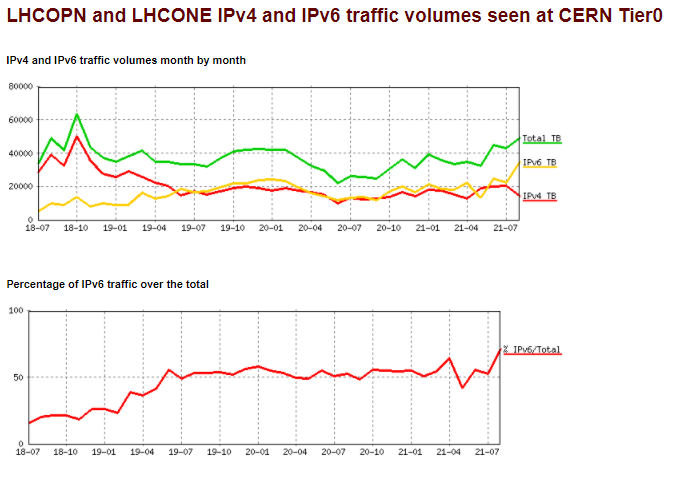 LHCOPN and LHCONE IPv4 and IPv6 traffic volumes seen at CERN Tier0
IPv4 and IPv6 traffic volumes month by month
80000
60000
40000
20000
0
Total TB
IPv6 TB
IPv4 TB
18-07 18-10 19-01 19-04 19-07 19-10 20-01 20-04 20-07 20-10 21-01 21-04 21-07
Percentage of IPv6 traffic over the total
100
50
0
% IPv6/Total
18-07 18-10 19-01 19-04 19-07 19-10 20-01 20-04 20-07 20-10 21-01 21-04 21-07